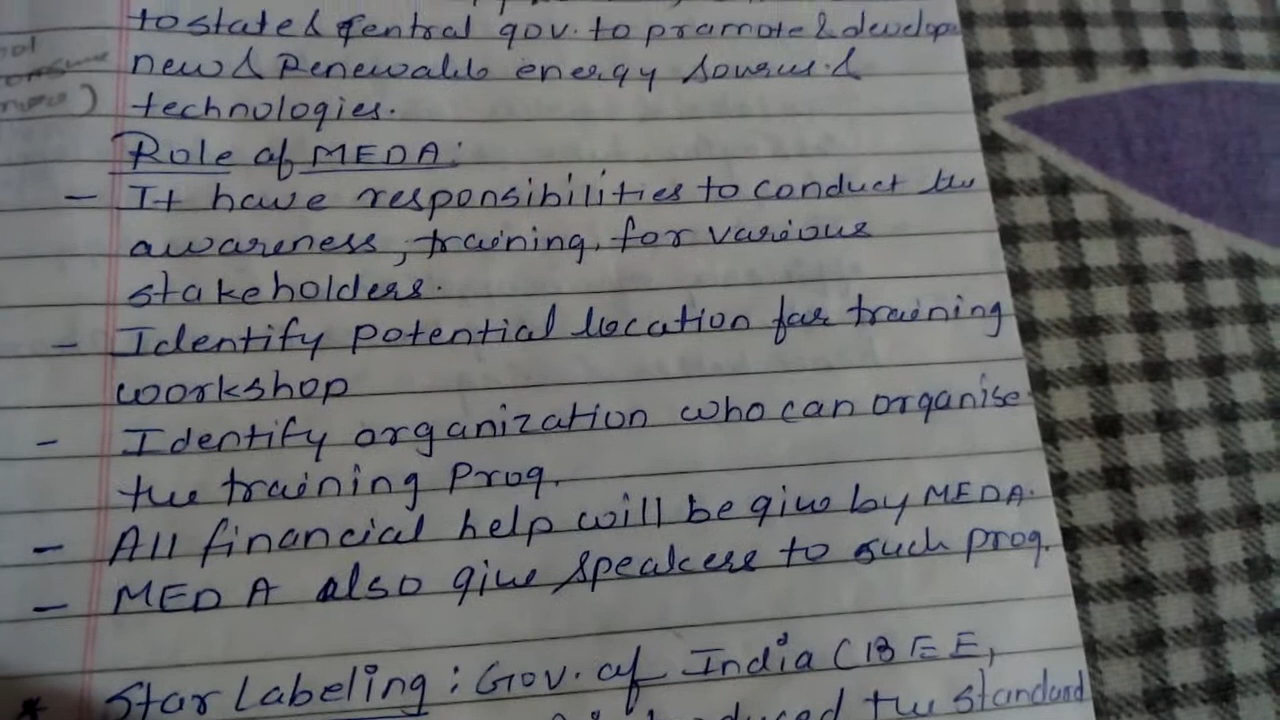 to state & central gov. to pramote & develope
new & Renewable energy sources &
technologies.
Role of MEDA:
- It have responsibilities to conduct the
awareness, training, for various
stakeholders.
- Identify potential location for training
workshop
- Identify organization who can organise
the training Prog.
- All financial help will be give by MEDA.
- MEDA also give speakers to such prog.
* Star Labeling : Gov. of India (BEE,
the standard